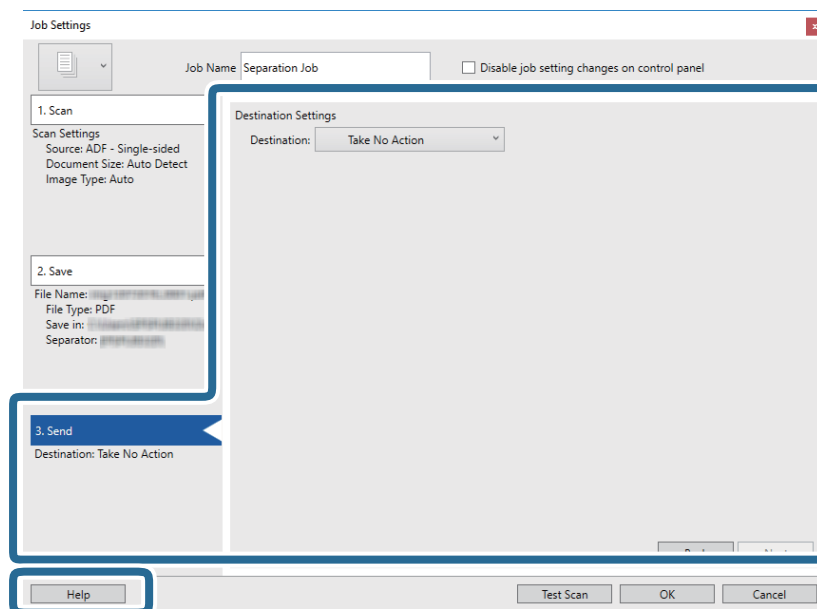 Job Settings
Job Name Separation Job Disable job setting changes on control panel
1. Scan
Scan Settings
Source: ADF - Single-sided
Document Size: Auto Detect
Image Type: Auto
2. Save
File Name:
File Type: PDF
Save in:
Separator:
3. Send
Destination: Take No Action
Destination Settings
Destination: Take No Action
Help Test Scan OK Cancel